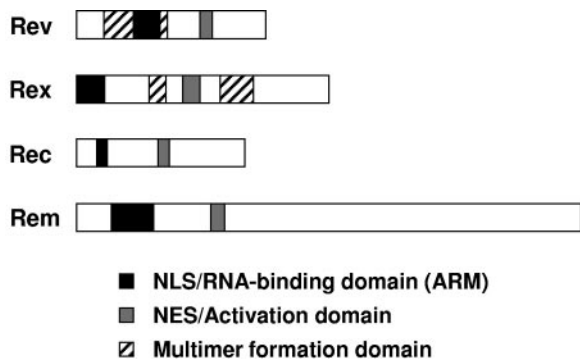 Rev
Rex
Rec
Rem
NLS/RNA-binding domain (ARM)
NES/Activation domain
Multimer formation domain